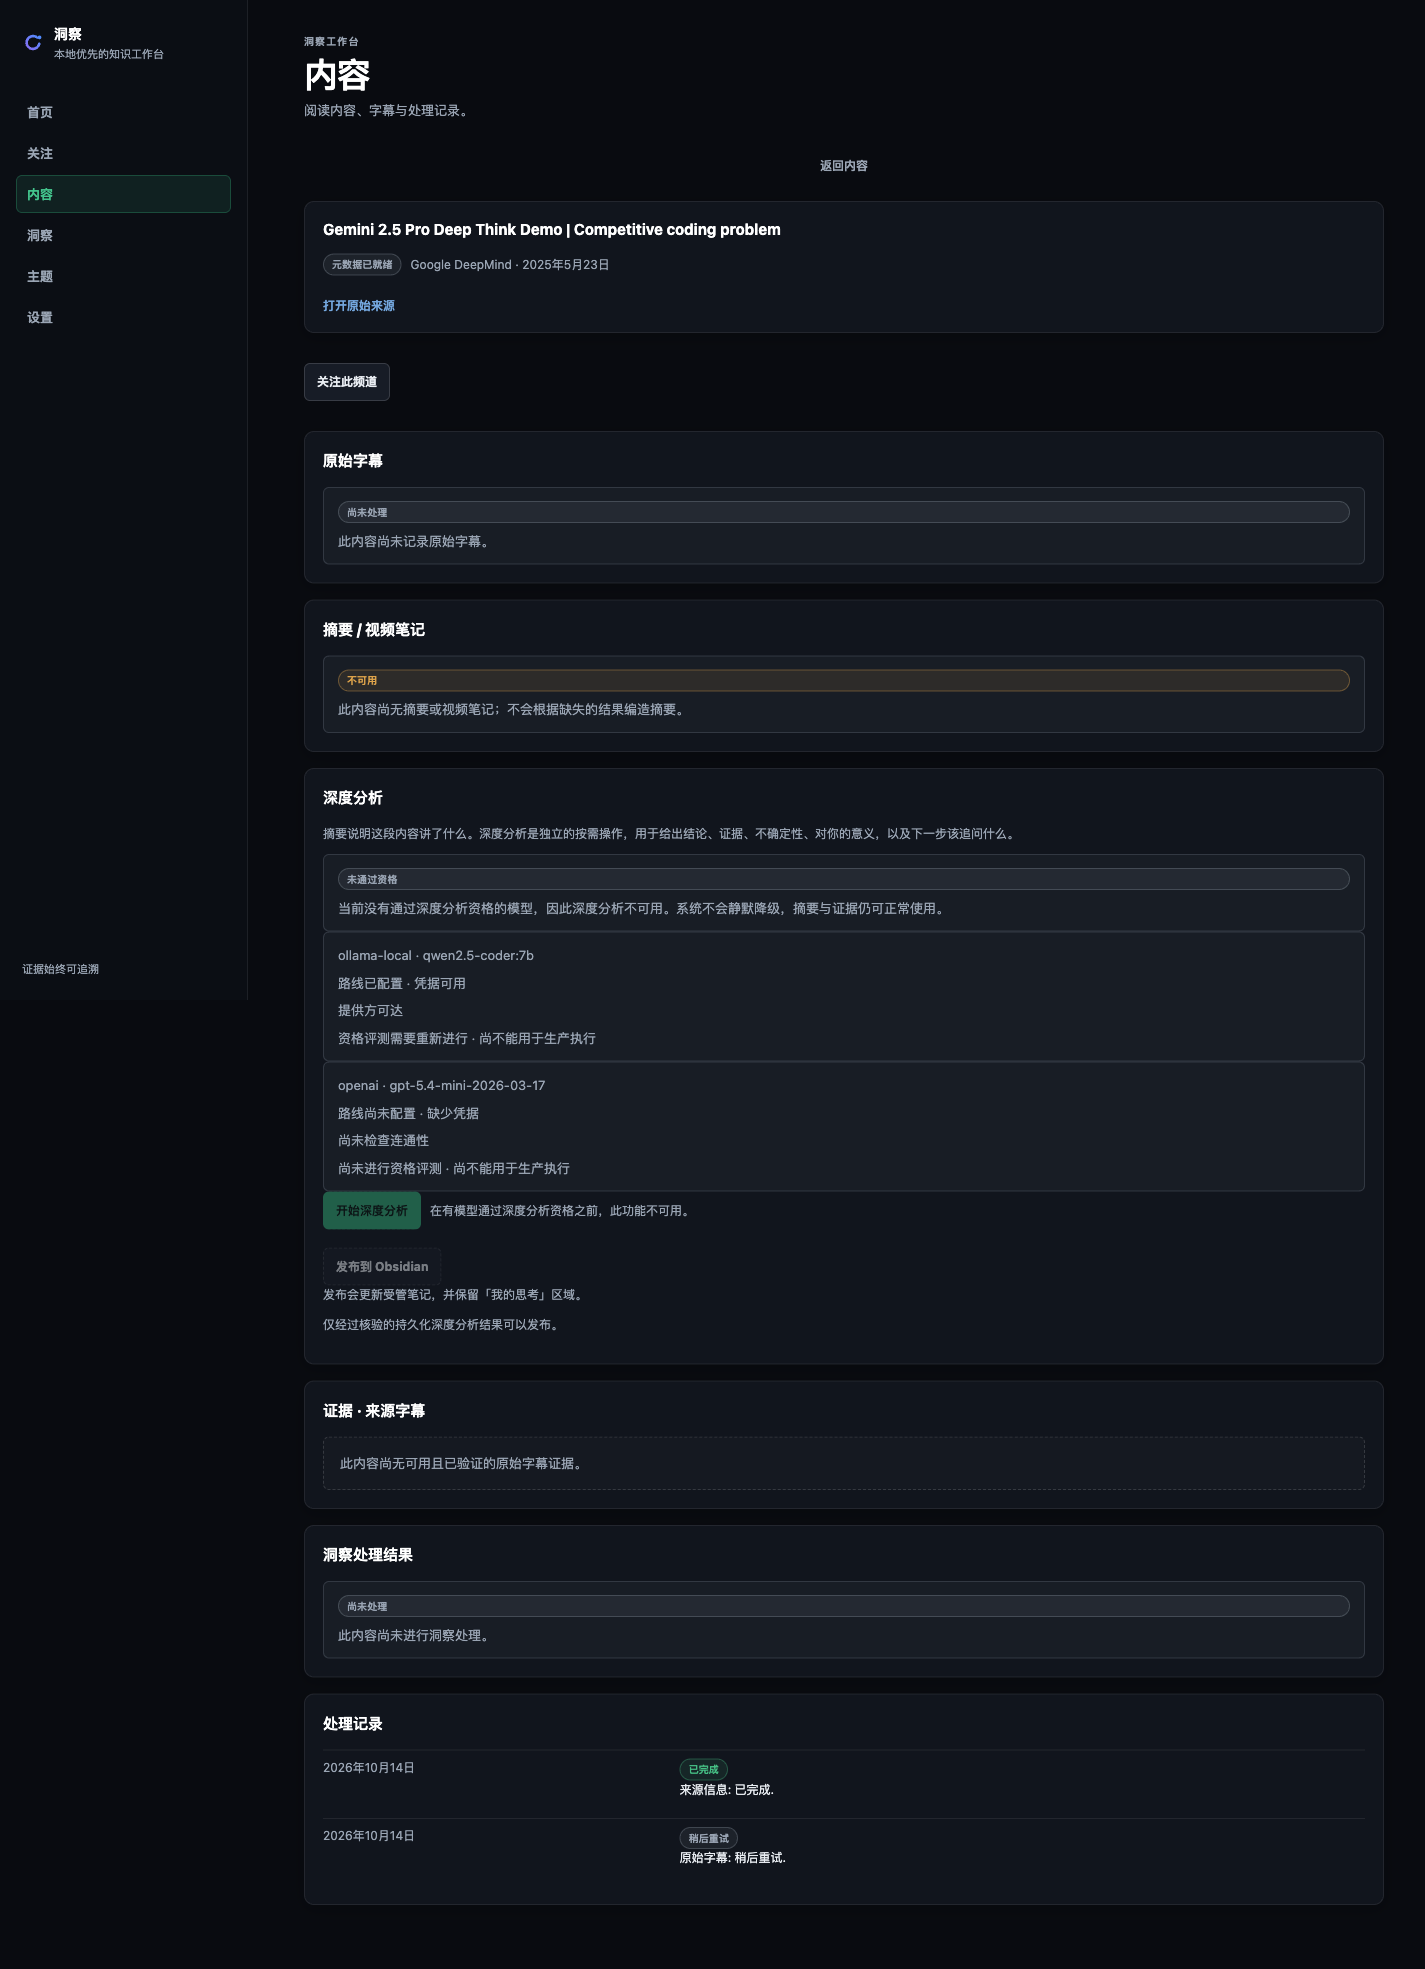 洞察
本地优先的知识工作台
首页
关注
内容
洞察
主题
设置
证据始终可追溯
洞察工作台
内容
阅读内容、字幕与处理记录。
返回内容
Gemini 2.5 Pro Deep Think Demo | Competitive coding problem
元数据已就绪 Google DeepMind · 2025年5月23日
打开原始来源
关注此频道
原始字幕
尚未处理
此内容尚未记录原始字幕。
摘要 / 视频笔记
不可用
此内容尚无摘要或视频笔记；不会根据缺失的结果编造摘要。
深度分析
摘要说明这段内容讲了什么。深度分析是独立的按需操作，用于给出结论、证据、不确定性、对你的意义，以及下一步该追问什么。
未通过资格
当前没有通过深度分析资格的模型，因此深度分析不可用。系统不会静默降级，摘要与证据仍可正常使用。
ollama-local · qwen2.5-coder:7b
路线已配置 · 凭据可用
提供方可达
资格评测需要重新进行 · 尚不能用于生产执行
openai · gpt-5.4-mini-2026-03-17
路线尚未配置 · 缺少凭据
尚未检查连通性
尚未进行资格评测 · 尚不能用于生产执行
开始深度分析 在有模型通过深度分析资格之前，此功能不可用。
发布到 Obsidian
发布会更新受管笔记，并保留「我的思考」区域。
仅经过核验的持久化深度分析结果可以发布。
证据 · 来源字幕
此内容尚无可用且已验证的原始字幕证据。
洞察处理结果
尚未处理
此内容尚未进行洞察处理。
处理记录
2026年10月14日 已完成
来源信息: 已完成.
2026年10月14日 稍后重试
原始字幕: 稍后重试.